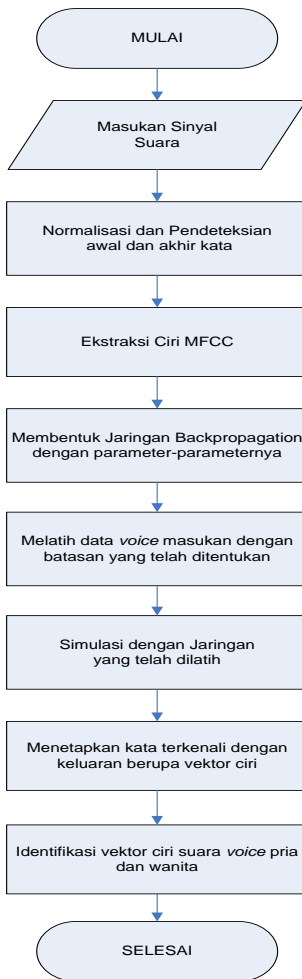 MULAI
Masukan Sinyal
Suara
Normalisasi dan Pendeteksian
awal dan akhir kata
Ekstraksi Ciri MFCC
Membentuk Jaringan Backpropagation
dengan parameter-parameternya
Melatih data voice masukan dengan
batasan yang telah ditentukan
Simulasi dengan Jaringan
yang telah dilatih
Menetapkan kata terkenali dengan
keluaran berupa vektor ciri
Identifikasi vektor ciri suara voice pria
dan wanita
SELESAI